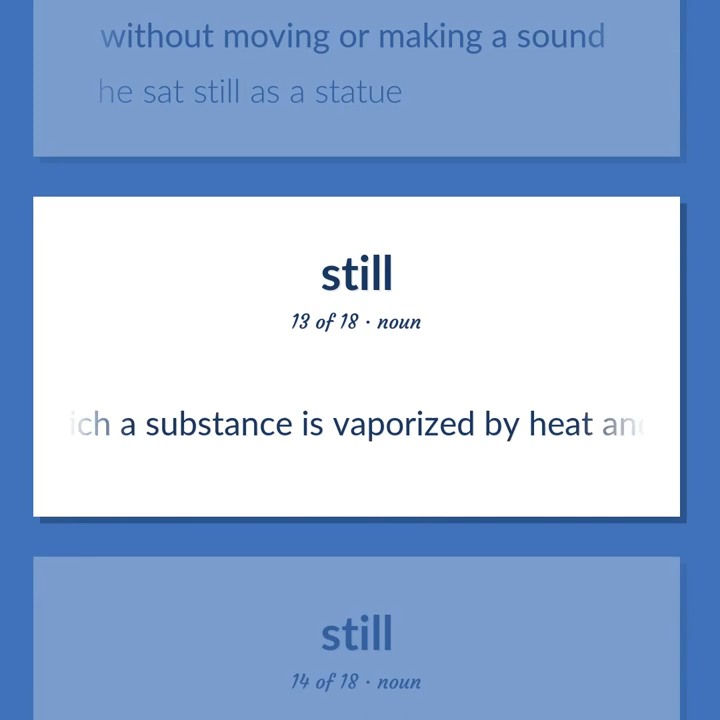 without moving or making a sound
he sat still as a statue
still
13 of 18 · noun
ich a substance is vaporized by heat and
still
14 of 18 · noun